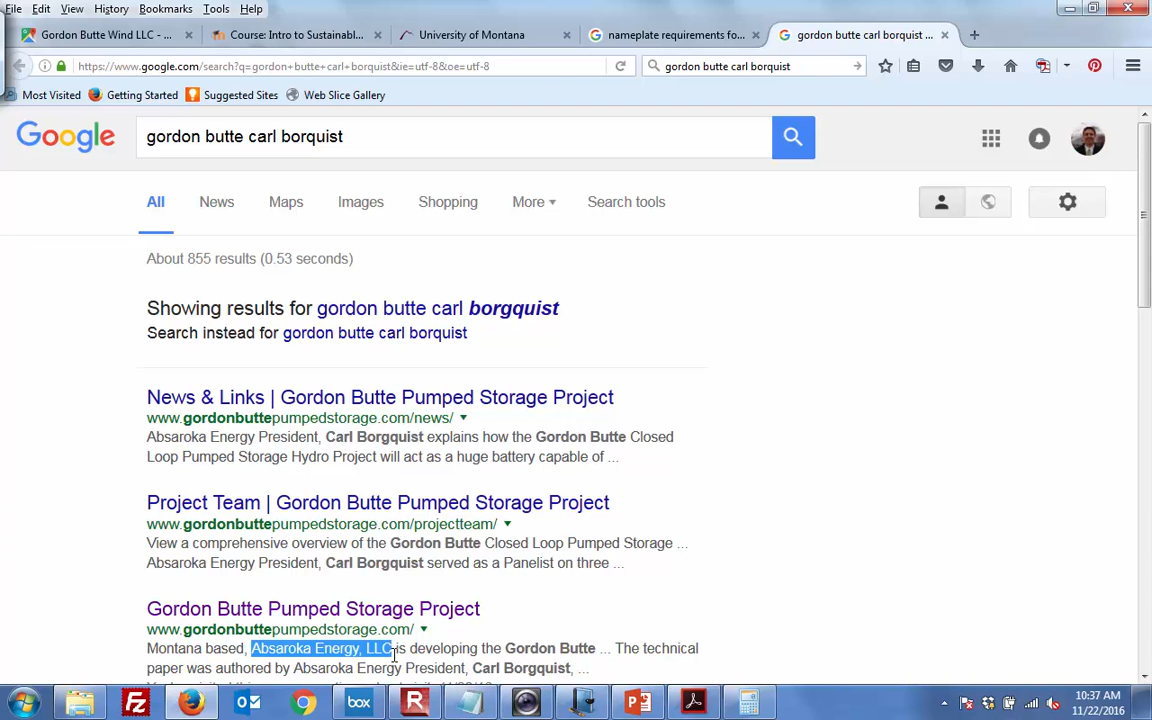 File Edit View History Bookmarks Tools Help
Gordon Butte Wind LLC - ... × Course: Intro to Sustainabl... × University of Montana × nameplate requirements fo... × gordon butte carl borquist ... × +
https://www.google.com/search?q=gordon+butte+carl+borquist&ie=utf-8&oe=utf-8 gordon butte carl borquist
Most Visited Getting Started Suggested Sites Web Slice Gallery
Google gordon butte carl borquist
All News Maps Images Shopping More Search tools
About 855 results (0.53 seconds)
Showing results for gordon butte carl borgquist
Search instead for gordon butte carl borquist
News & Links | Gordon Butte Pumped Storage Project
www.gordonbuttepumpedstorage.com/news/
Absaroka Energy President, Carl Borgquist explains how the Gordon Butte Closed
Loop Pumped Storage Hydro Project will act as a huge battery capable of ...
Project Team | Gordon Butte Pumped Storage Project
www.gordonbuttepumpedstorage.com/projectteam/
View a comprehensive overview of the Gordon Butte Closed Loop Pumped Storage ...
Absaroka Energy President, Carl Borgquist served as a Panelist on three ...
Gordon Butte Pumped Storage Project
www.gordonbuttepumpedstorage.com/
Montana based, Absaroka Energy, LLC is developing the Gordon Butte ... The technical
paper was authored by Absaroka Energy President, Carl Borgquist, ...
10:37 AM
11/22/2016